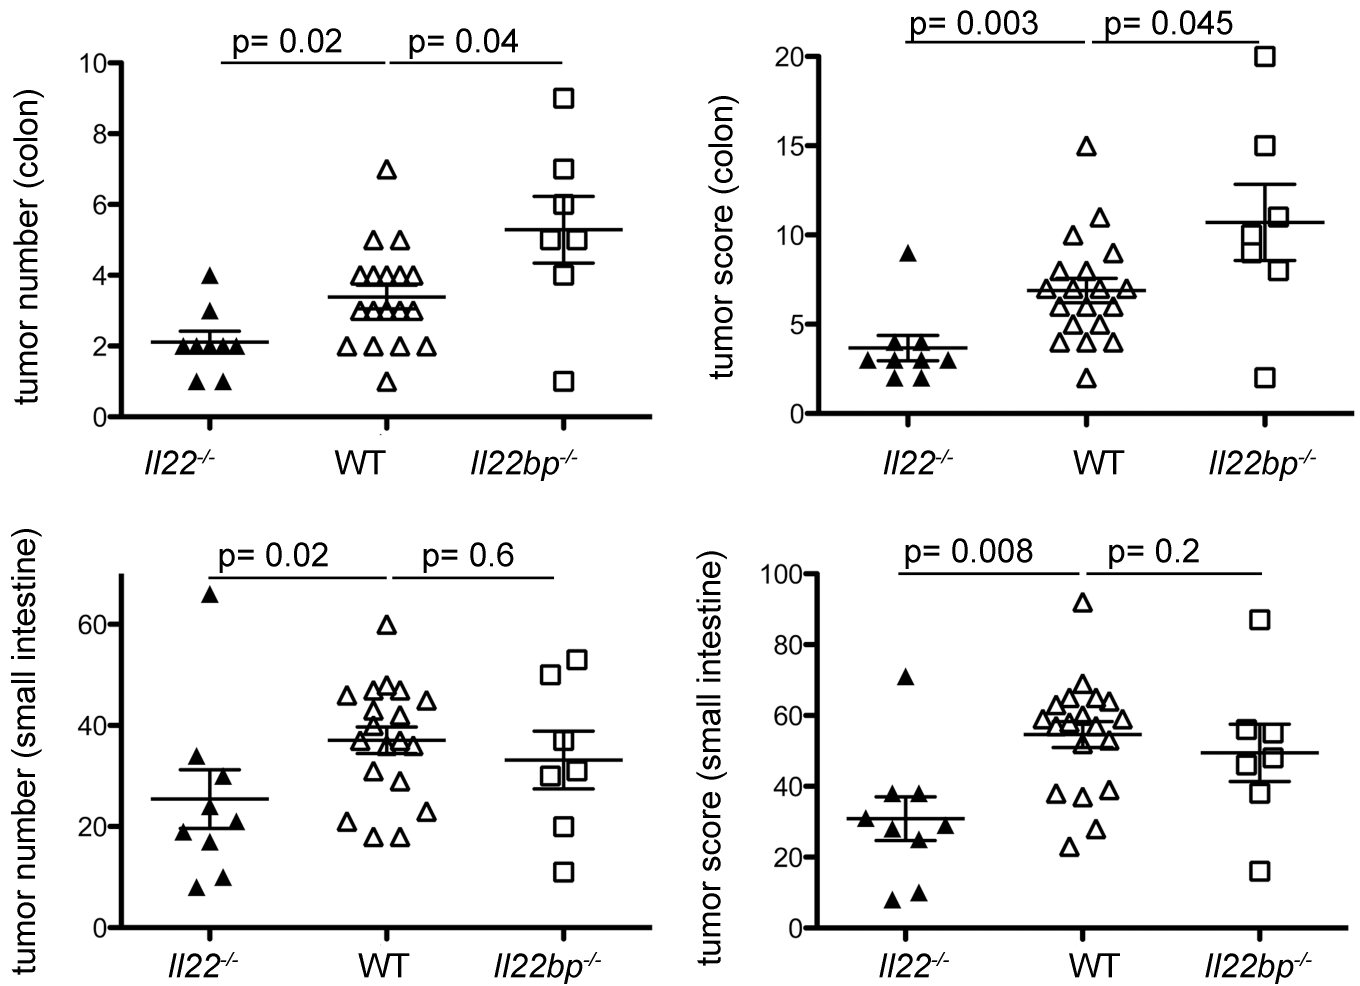 p= 0.02 p= 0.04
tumor number (colon)
10
8
6
4
2
0
Il22-/- WT Il22bp-/-
p= 0.003 p= 0.045
tumor score (colon)
20
15
10
5
0
Il22-/- WT Il22bp-/-
p= 0.02 p= 0.6
tumor number (small intestine)
60
40
20
0
Il22-/- WT Il22bp-/-
p= 0.008 p= 0.2
tumor score (small intestine)
100
80
60
40
20
0
Il22-/- WT Il22bp-/-